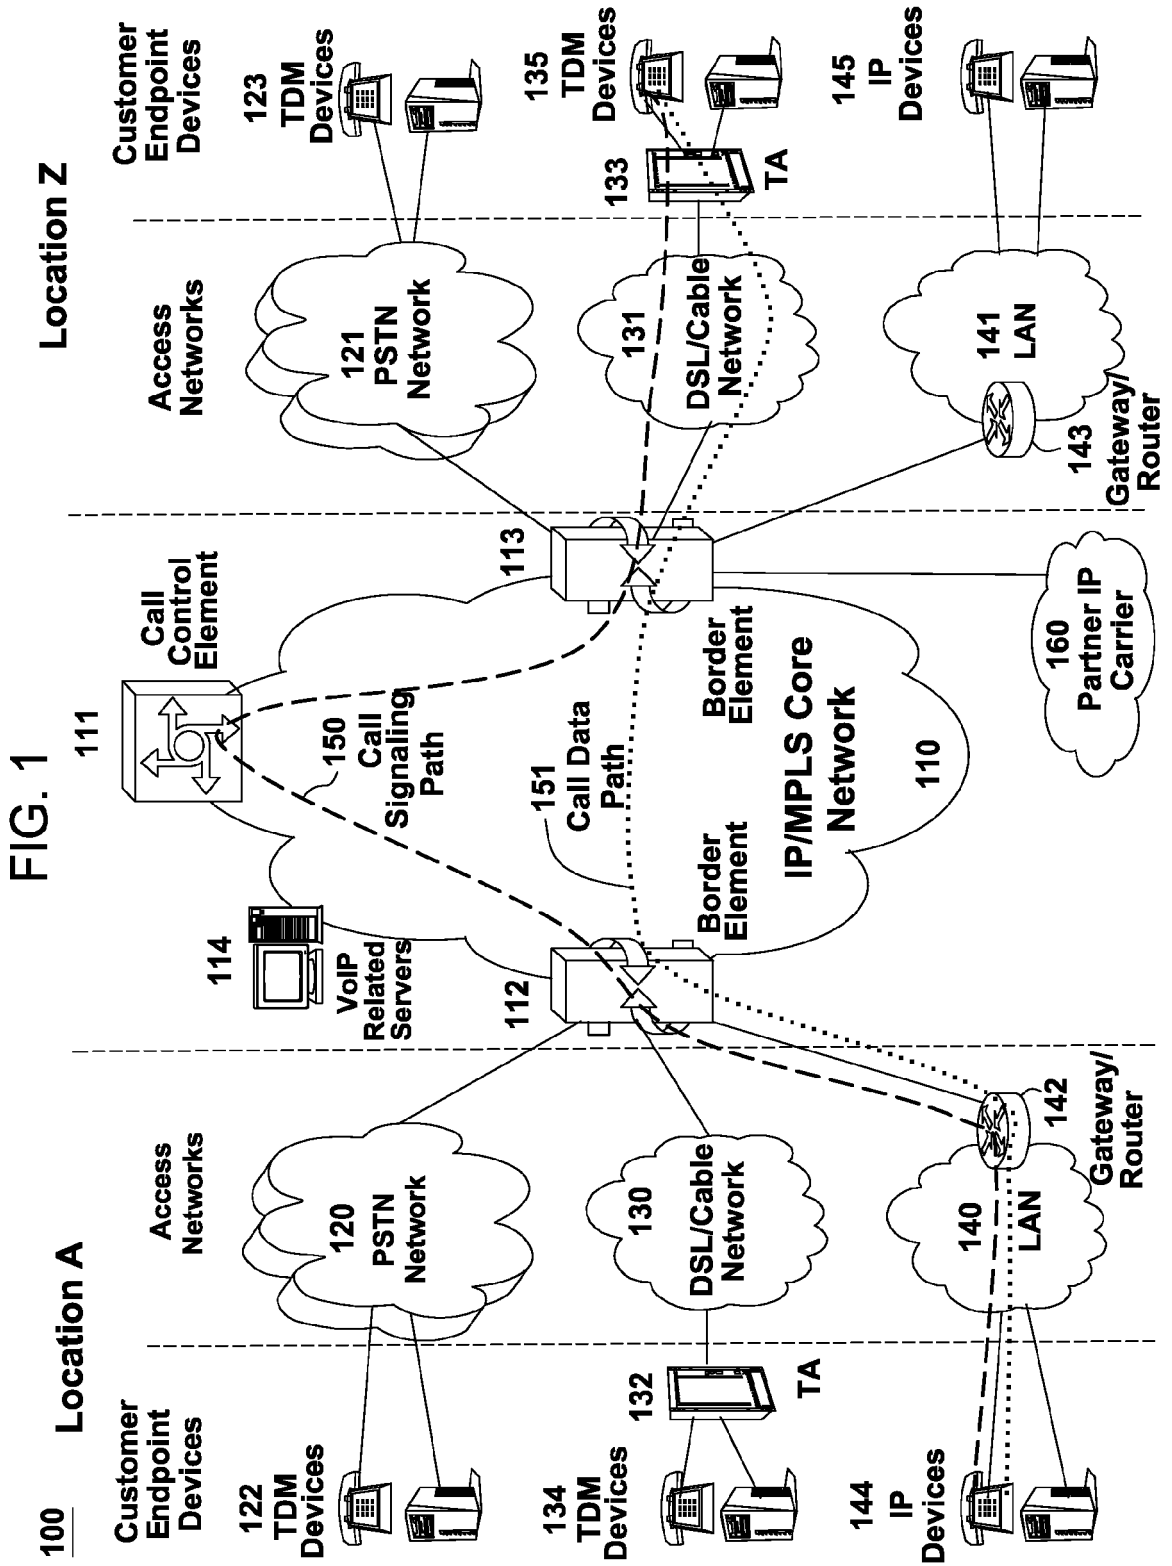 FIG. 1
100
Location A
Location Z
Customer
Endpoint
Devices
Access
Networks
Access
Networks
Customer
Endpoint
Devices
111
Call
Control
Element
114
VoIP
Related
Servers
122
TDM
Devices
120
PSTN
Network
150
Call
Signaling
Path
121
PSTN
Network
123
TDM
Devices
112
Border
Element
151
Call Data
Path
113
Border
Element
134
TDM
Devices
132
TA
130
DSL/Cable
Network
131
DSL/Cable
Network
133
TA
135
TDM
Devices
IP/MPLS Core
Network
110
144
IP
Devices
140
LAN
142
Gateway/
Router
160
Partner IP
Carrier
143
Gateway/
Router
141
LAN
145
IP
Devices